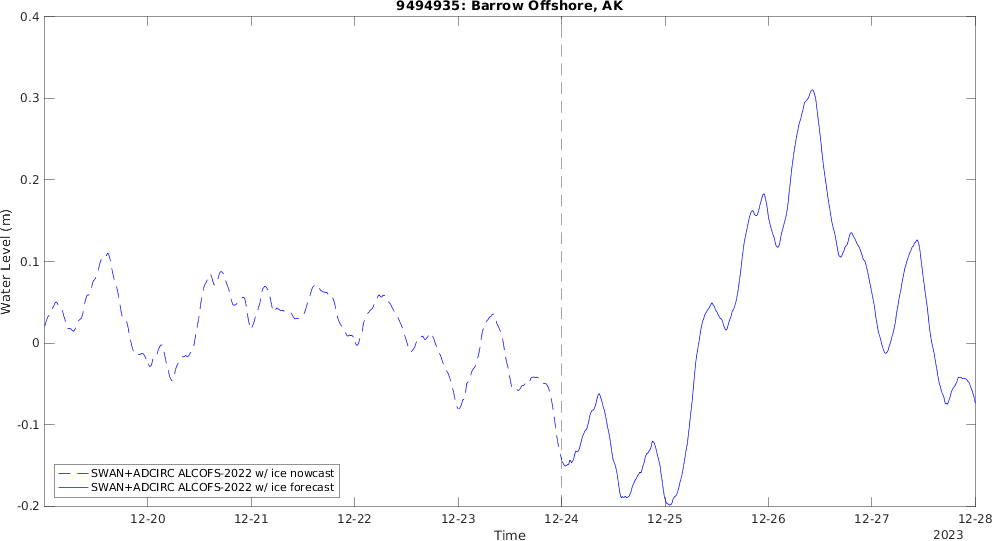 9494935: Barrow Offshore, AK
0.4
0.3
0.2
0.1
0
-0.1
-0.2
Water Level (m)
SWAN+ADCIRC ALCOFS-2022 w/ ice nowcast
SWAN+ADCIRC ALCOFS-2022 w/ ice forecast
12-20 12-21 12-22 12-23 12-24 12-25 12-26 12-27 12-28
Time
2023